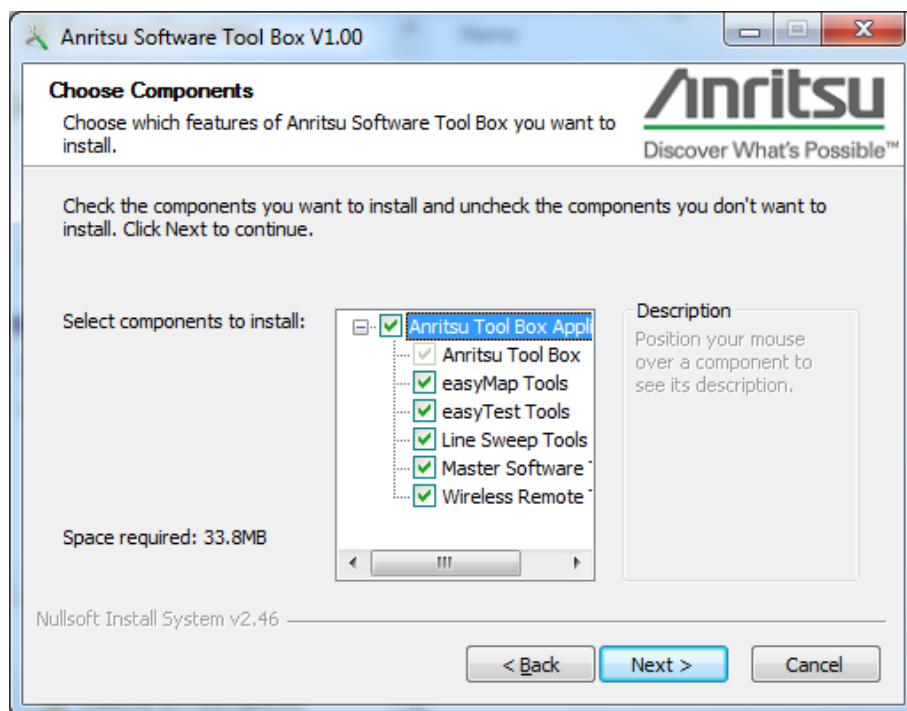 Anritsu Software Tool Box V1.00
Choose Components
Choose which features of Anritsu Software Tool Box you want to
install.
Anritsu
Discover What's Possible™
Check the components you want to install and uncheck the components you don't want to
install. Click Next to continue.
Select components to install:
Anritsu Tool Box Appli
Anritsu Tool Box
easyMap Tools
easyTest Tools
Line Sweep Tools
Master Software
Wireless Remote
Description
Position your mouse
over a component to
see its description.
Space required: 33.8MB
Nullsoft Install System v2.46
< Back
Next >
Cancel